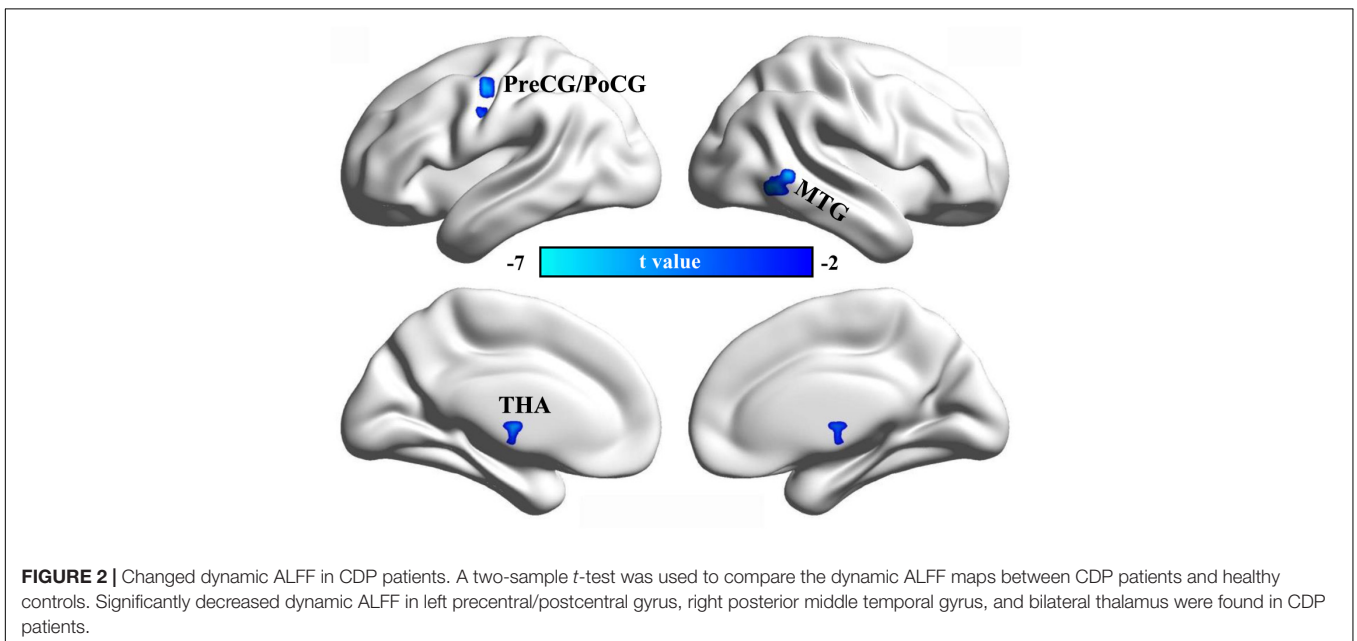 PreCG/PoCG
MTG
-7 t value -2
THA
FIGURE 2 | Changed dynamic ALFF in CDP patients. A two-sample t-test was used to compare the dynamic ALFF maps between CDP patients and healthy
controls. Significantly decreased dynamic ALFF in left precentral/postcentral gyrus, right posterior middle temporal gyrus, and bilateral thalamus were found in CDP
patients.